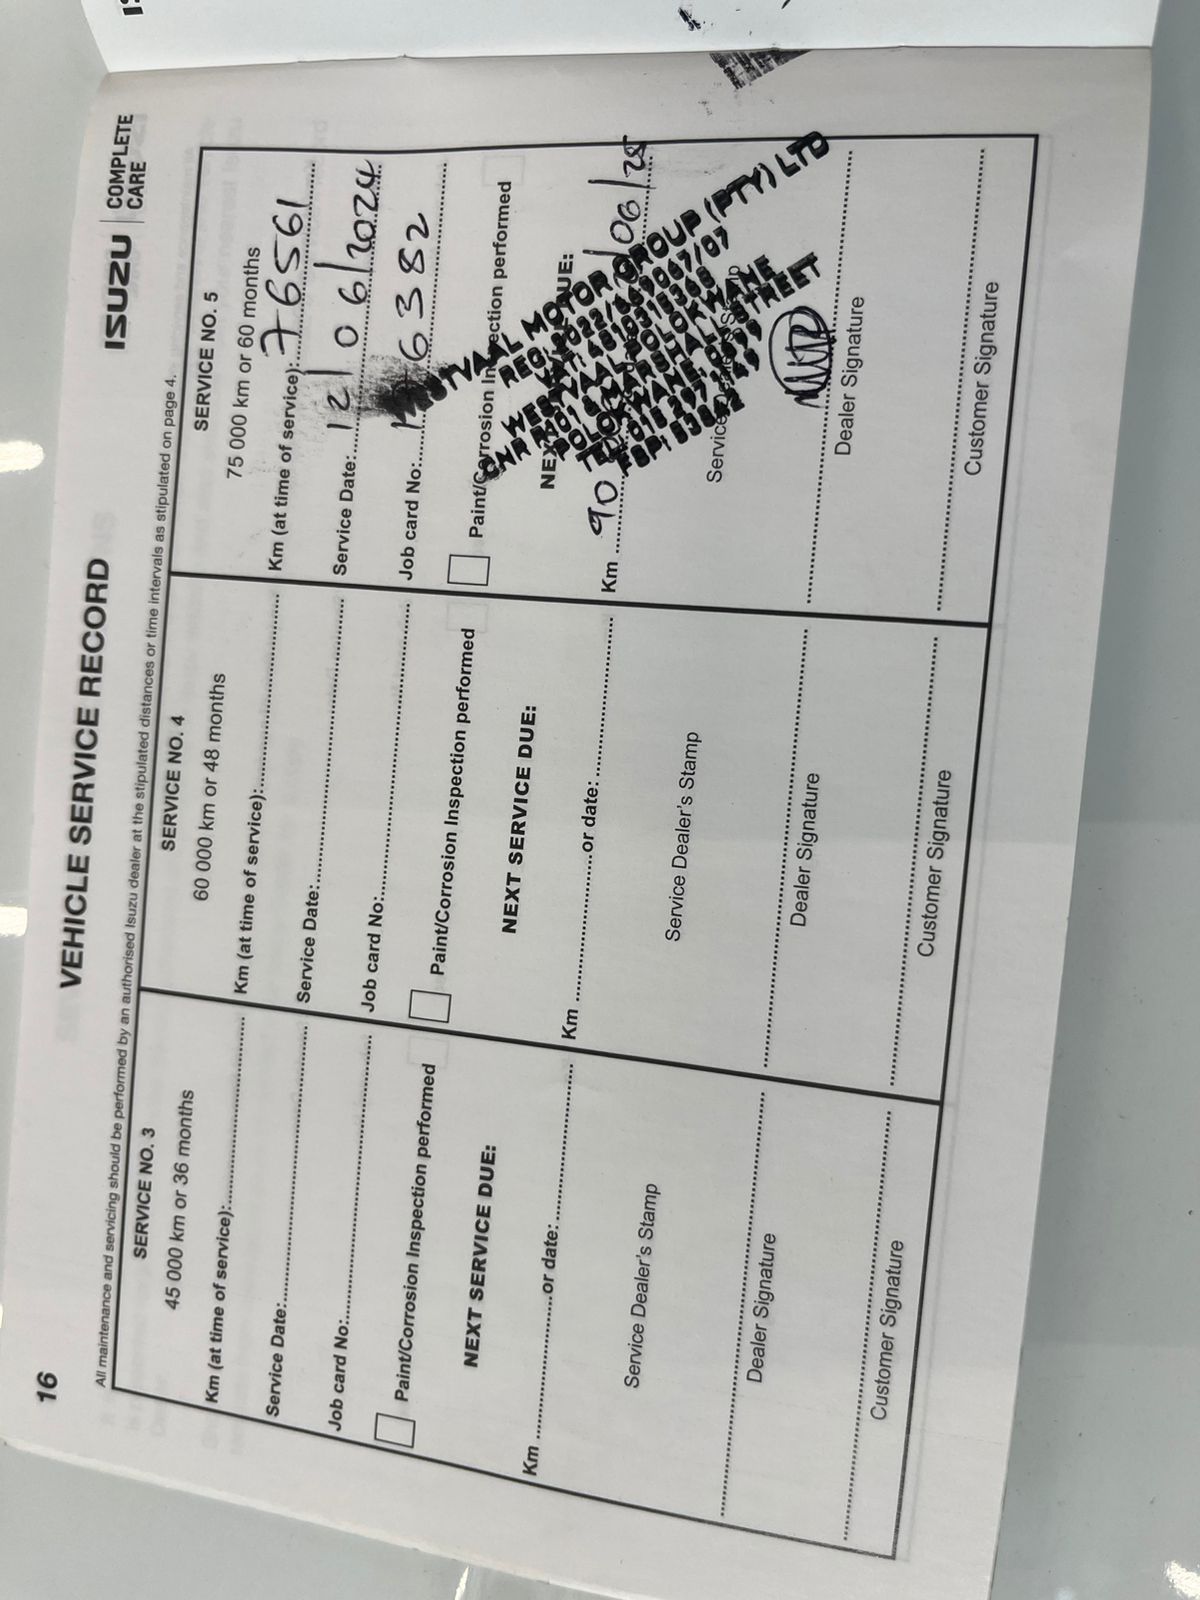 16
VEHICLE SERVICE RECORD
ISUZU | COMPLETE CARE
All maintenance and servicing should be performed by an authorised Isuzu dealer at the stipulated distances or time intervals as stipulated on page 4.
SERVICE NO. 3
45 000 km or 36 months
Km (at time of service):
Service Date:
Job card No:
Paint/Corrosion Inspection performed
NEXT SERVICE DUE:
Km or date:
Service Dealer's Stamp
Dealer Signature
Customer Signature
SERVICE NO. 4
60 000 km or 48 months
Km (at time of service):
Service Date:
Job card No:
Paint/Corrosion Inspection performed
NEXT SERVICE DUE:
Km or date:
Service Dealer's Stamp
Dealer Signature
Customer Signature
SERVICE NO. 5
75 000 km or 60 months
Km (at time of service): 76561
Service Date: 12/06/2024
Job card No: 6382
Paint/Corrosion Inspection performed
Km 90 /06/25
WESTVAAL MOTOR GROUP (PTY) LTD
WESTVAAL POLOKWANE
Dealer Signature
Customer Signature